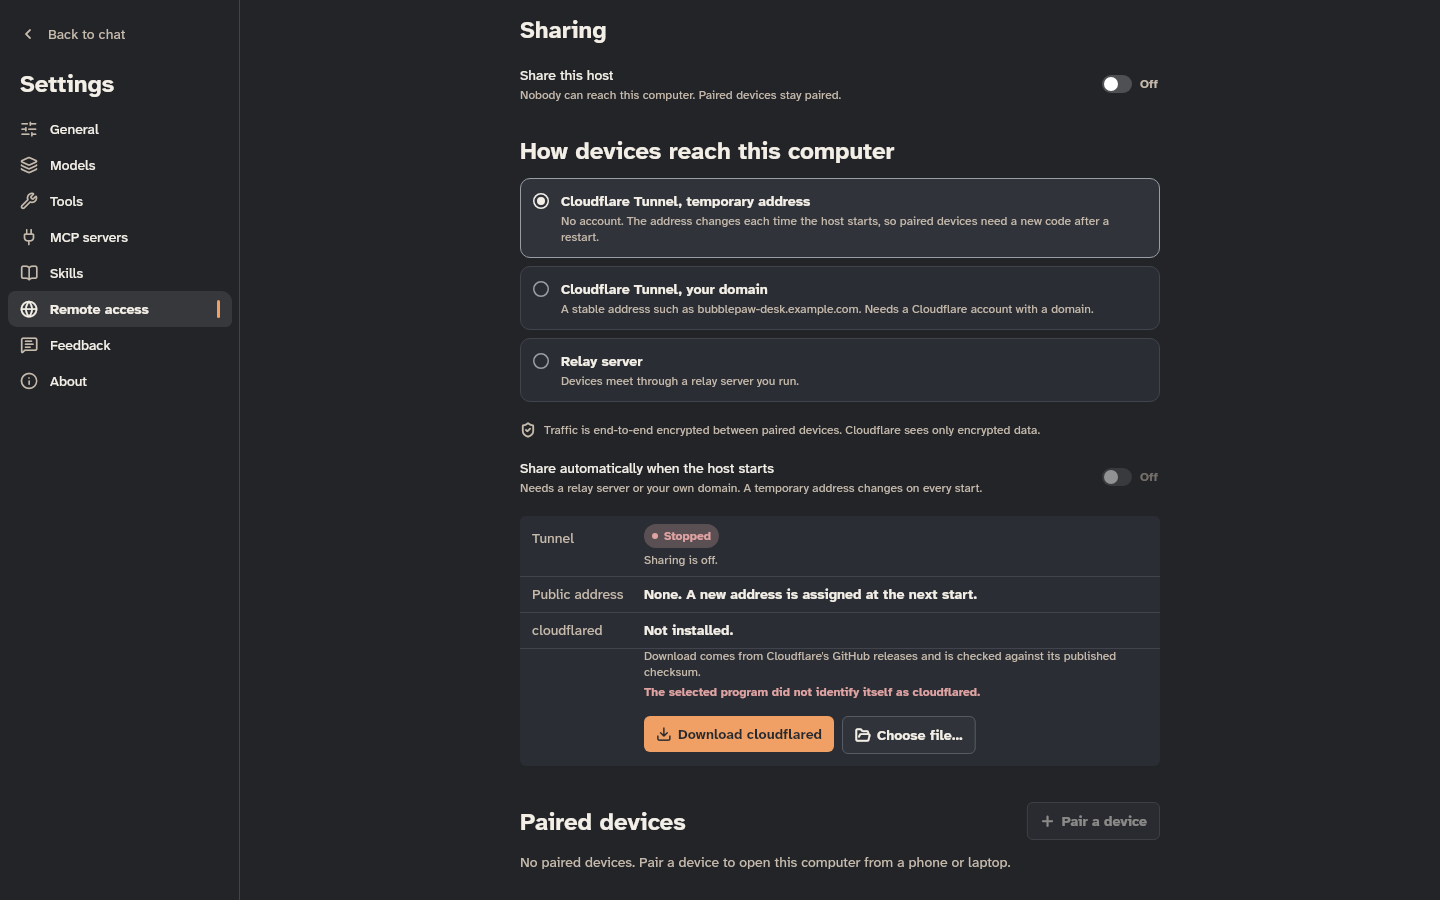 Back to chat
Settings
General
Models
Tools
MCP servers
Skills
Remote access
Feedback
About
Sharing
Share this host
Nobody can reach this computer. Paired devices stay paired.
Off
How devices reach this computer
Cloudflare Tunnel, temporary address
No account. The address changes each time the host starts, so paired devices need a new code after a
restart.
Cloudflare Tunnel, your domain
A stable address such as bubblepaw-desk.example.com. Needs a Cloudflare account with a domain.
Relay server
Devices meet through a relay server you run.
Traffic is end-to-end encrypted between paired devices. Cloudflare sees only encrypted data.
Share automatically when the host starts
Needs a relay server or your own domain. A temporary address changes on every start.
Off
Tunnel
Stopped
Sharing is off.
Public address
None. A new address is assigned at the next start.
cloudflared
Not installed.
Download comes from Cloudflare's GitHub releases and is checked against its published
checksum.
The selected program did not identify itself as cloudflared.
Download cloudflared
Choose file...
Paired devices
Pair a device
No paired devices. Pair a device to open this computer from a phone or laptop.